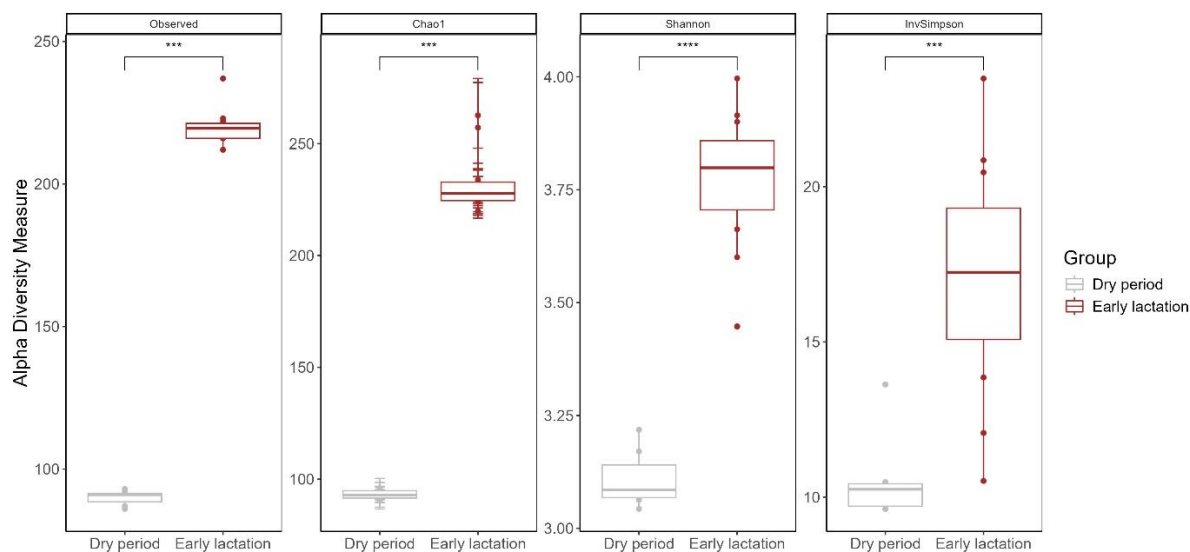 Observed
Chao1
Shannon
InvSimpson
***
***
****
***
Alpha Diversity Measure
250
200
150
100
250
200
150
100
4.00
3.75
3.50
3.25
3.00
20
15
10
Dry period
Early lactation
Dry period
Early lactation
Dry period
Early lactation
Dry period
Early lactation
Group
Dry period
Early lactation